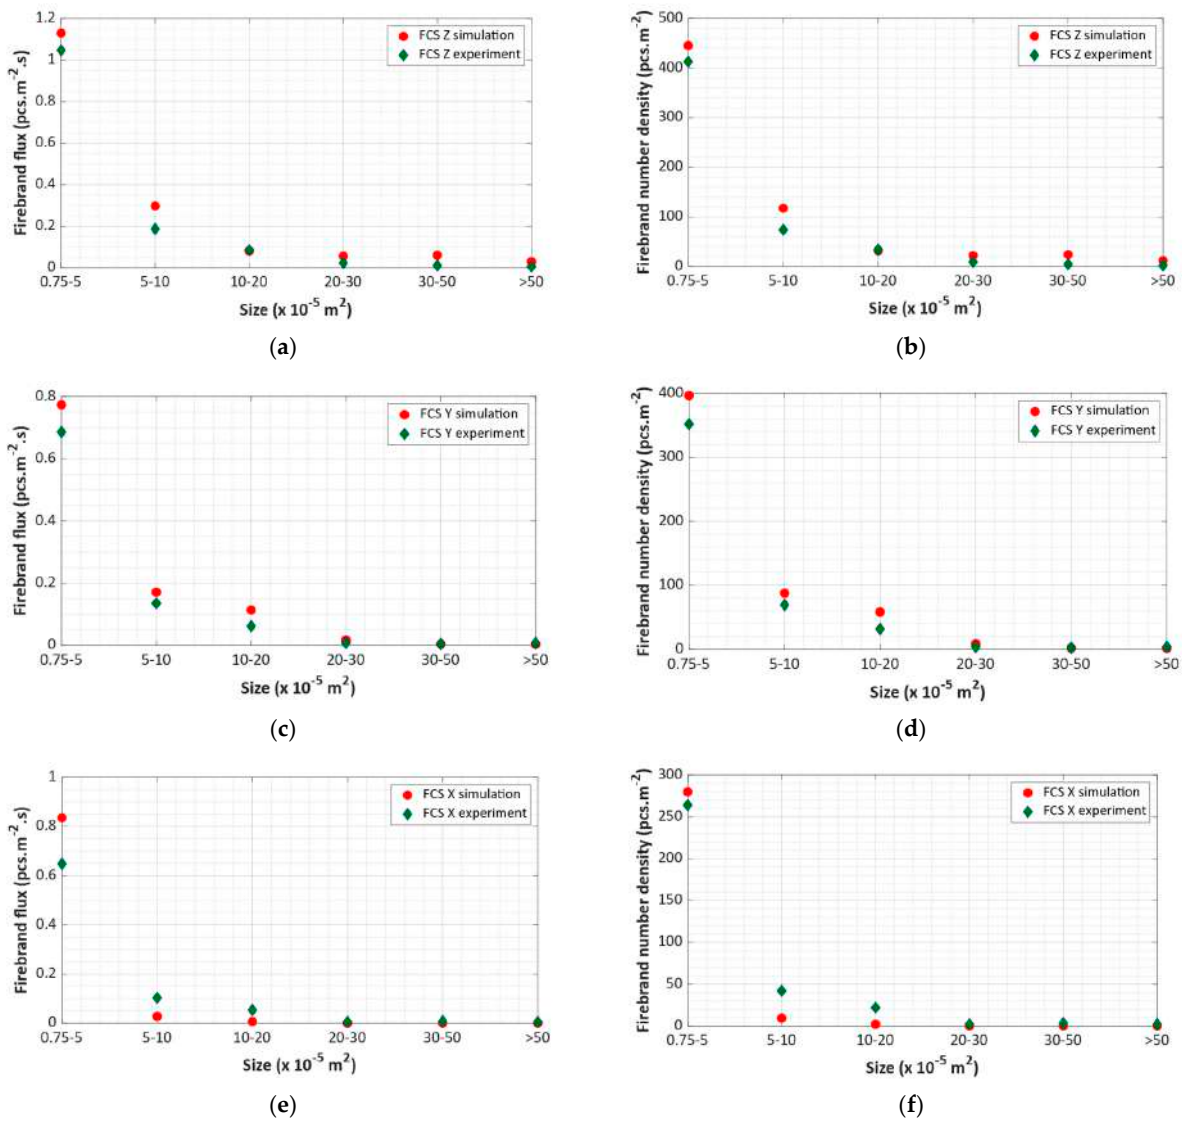 Firebrand flux (pcs.m-2.s)
1.2
1
0.8
0.6
0.4
0.2
0
FCS Z simulation
FCS Z experiment
0.75-5 5-10 10-20 20-30 30-50 >50
Size (x 10-5 m2)
(a)
Firebrand number density (pcs.m-2)
500
400
300
200
100
0
FCS Z simulation
FCS Z experiment
0.75-5 5-10 10-20 20-30 30-50 >50
Size (x 10-5 m2)
(b)
Firebrand flux (pcs.m-2.s)
0.8
0.6
0.4
0.2
0
FCS Y simulation
FCS Y experiment
0.75-5 5-10 10-20 20-30 30-50 >50
Size (x 10-5 m2)
(c)
Firebrand number density (pcs.m-2)
400
300
200
100
0
FCS Y simulation
FCS Y experiment
0.75-5 5-10 10-20 20-30 30-50 >50
Size (x 10-5 m2)
(d)
Firebrand flux (pcs.m-2.s)
1
0.8
0.6
0.4
0.2
0
FCS X simulation
FCS X experiment
0.75-5 5-10 10-20 20-30 30-50 >50
Size (x 10-5 m2)
(e)
Firebrand number density (pcs.m-2)
300
250
200
150
100
50
0
FCS X simulation
FCS X experiment
0.75-5 5-10 10-20 20-30 30-50 >50
Size (x 10-5 m2)
(f)